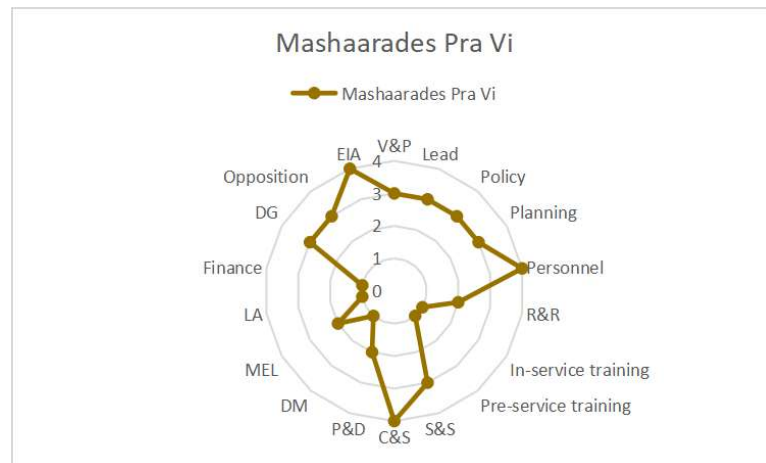 Mashaarades Pra Vi
Mashaarades Pra Vi
V&P
Lead
Policy
Planning
Personnel
R&R
In-service training
Pre-service training
S&S
C&S
P&D
DM
MEL
LA
Finance
DG
Opposition
EIA
4
3
2
1
0